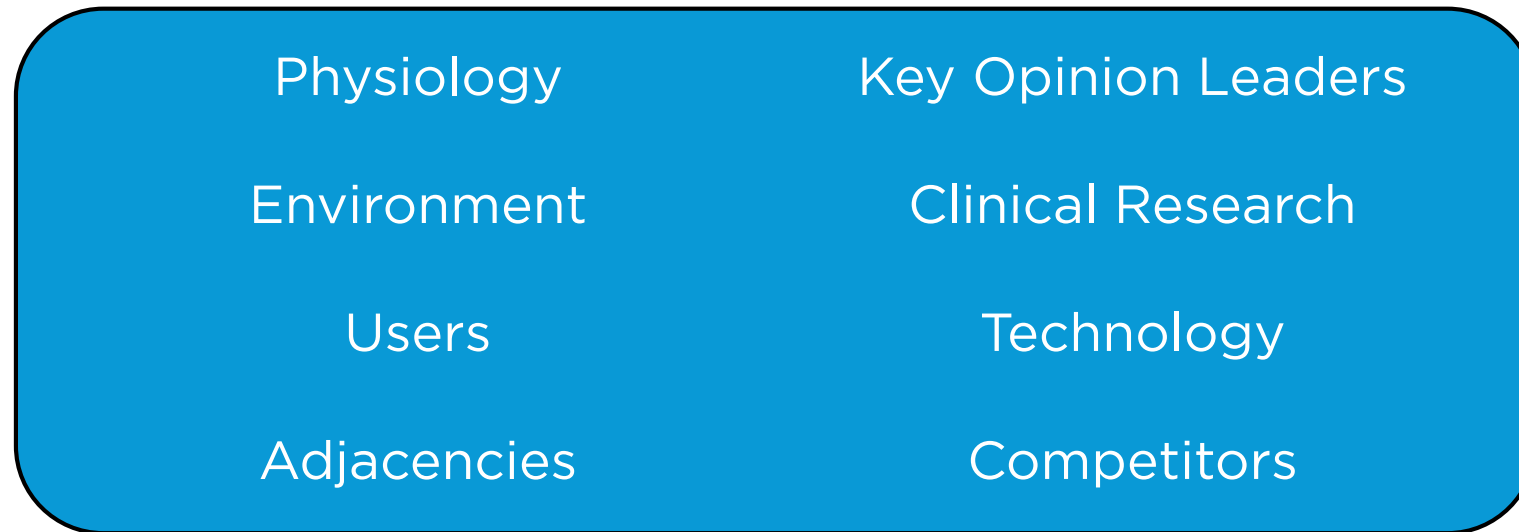 Physiology
Key Opinion Leaders
Environment
Clinical Research
Users
Technology
Adjacencies
Competitors